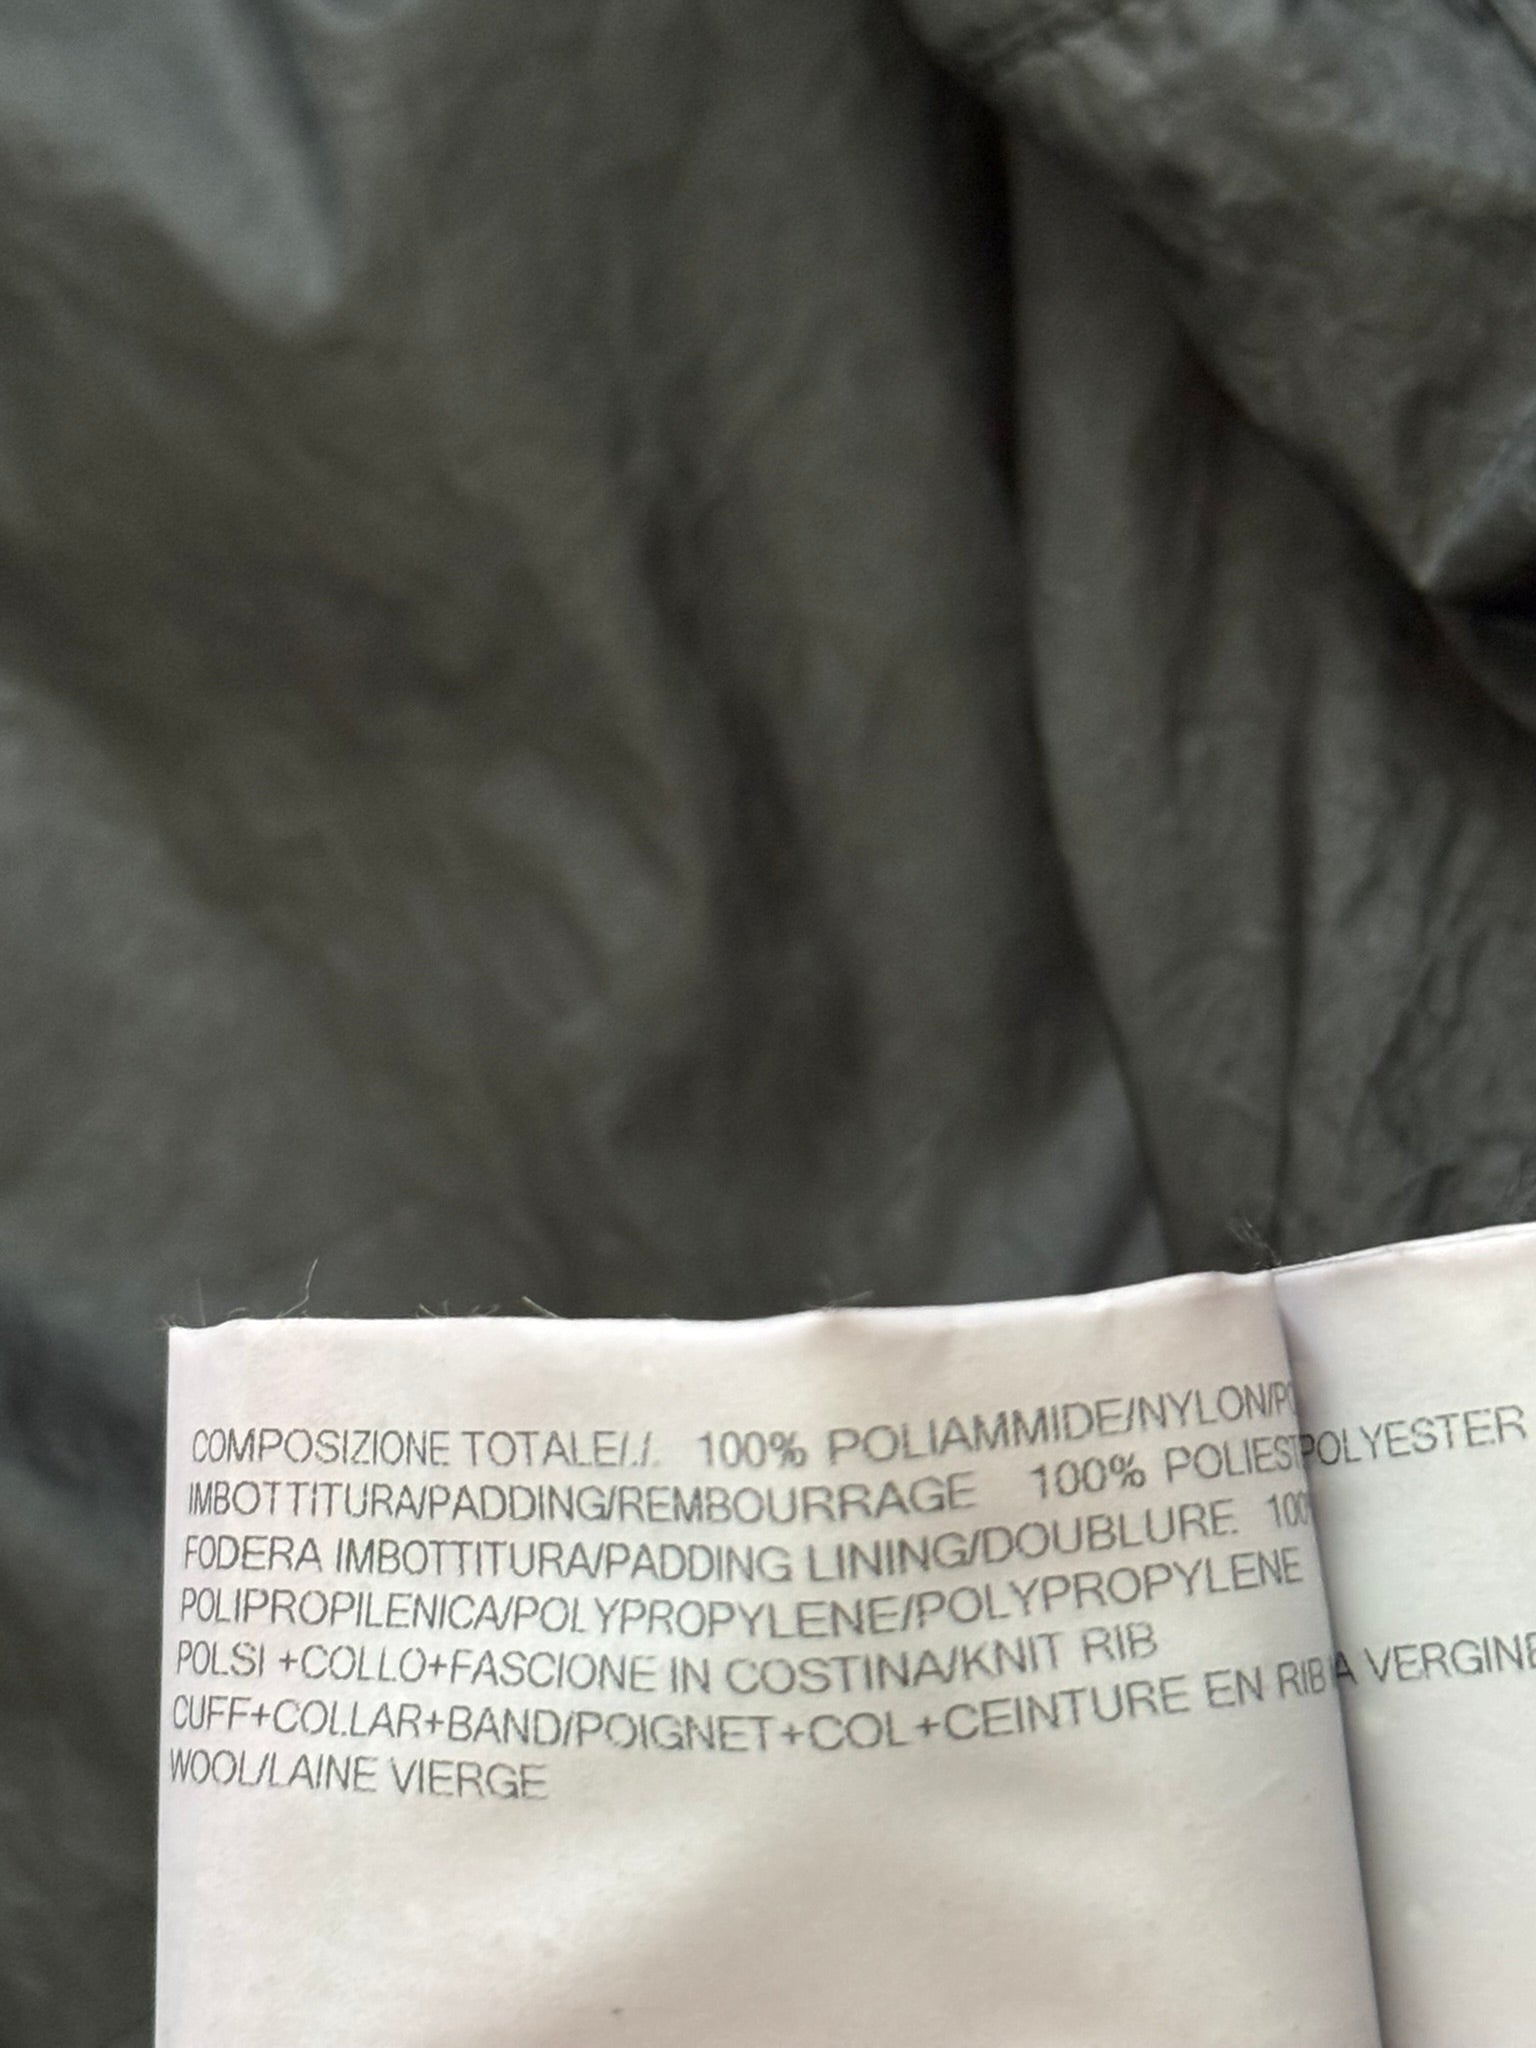 COMPOSIZIONE TOTALE/./. 100% POLIAMMIDE/NYLON/
IMBOTTITURA/PADDING/REMBOURRAGE 100% POLIEST POLYESTER
FODERA IMBOTTITURA/PADDING LINING/DOUBLURE. 100
POLIPROPILENICA/POLYPROPYLENE/POLYPROPYLENE
POLSI +COLLO+FASCIONE IN COSTINA/KNIT RIB
CUFF+COLLAR+BAND/POIGNET+COL+CEINTURE EN RIB A VERGINE
WOOL/LAINE VIERGE